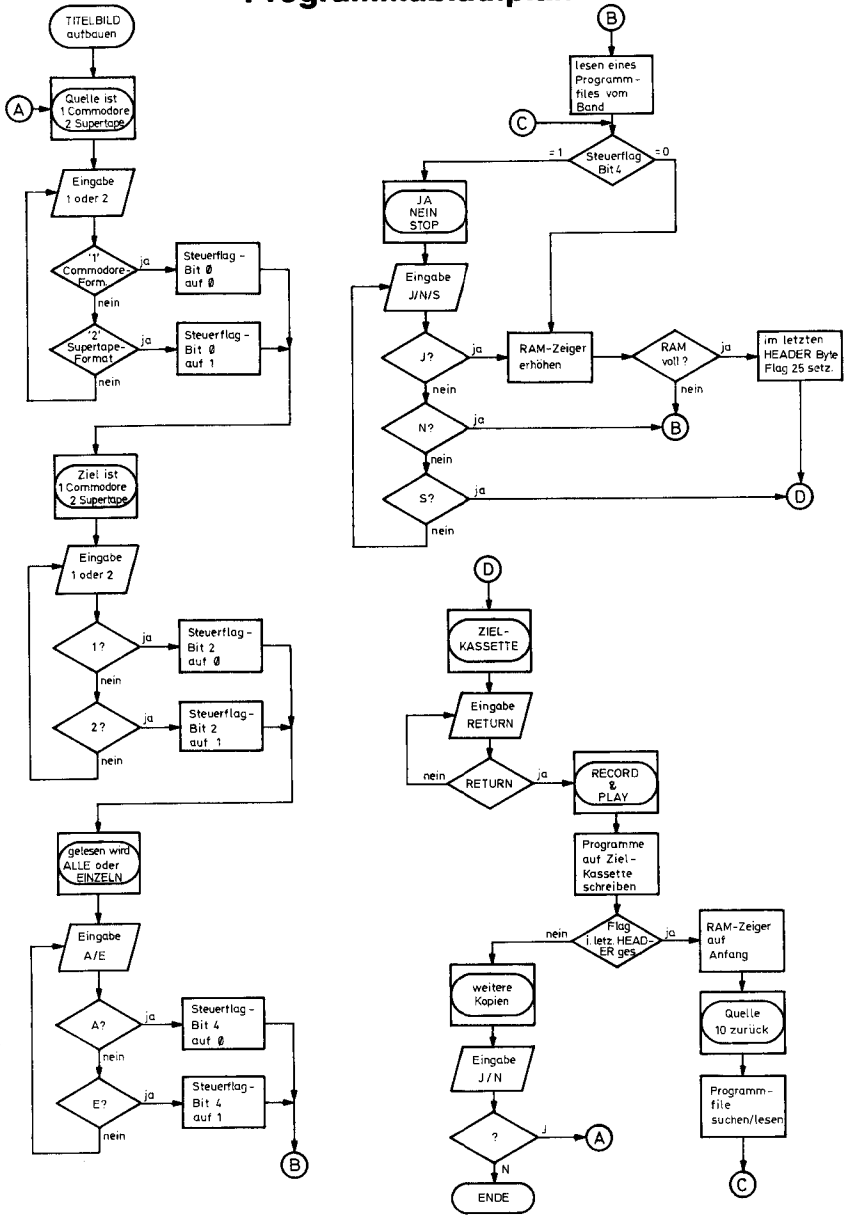 TITELBILD
aufbauen
A
Quelle ist
1 Commodore
2 Supertape
Eingabe
1 oder 2
'1'
Commodore-
Form.
ja
nein
Steuerflag-
Bit 0
auf 0
'2'
Supertape-
Format
ja
nein
Steuerflag-
Bit 0
auf 1
Ziel ist
1 Commodore
2 Supertape
Eingabe
1 oder 2
1?
ja
nein
Steuerflag-
Bit 2
auf 0
2?
ja
nein
Steuerflag-
Bit 2
auf 1
gelesen wird
ALLE oder
EINZELN
Eingabe
A/E
A?
ja
nein
Steuerflag-
Bit 4
auf 0
E?
ja
nein
Steuerflag-
Bit 4
auf 1
B
B
lesen eines
Programm-
files vom
Band
C
=1
Steuerflag
Bit 4
=0
JA
NEIN
STOP
Eingabe
J/N/S
J?
ja
nein
RAM-Zeiger
erhöhen
RAM
voll?
ja
nein
im letzten
HEADER Byte
Flag 25 setz.
N?
ja
nein
B
S?
ja
nein
D
D
ZIEL-
KASSETTE
Eingabe
RETURN
nein
RETURN
ja
RECORD
&
PLAY
Programme
auf Ziel-
Kassette
schreiben
nein
Flag
i. letz. HEAD-
ER ges.
ja
RAM-Zeiger
auf
Anfang
weitere
Kopien
Quelle
10 zurück
Eingabe
J/N
Programm-
file
suchen/lesen
?
J
A
N
C
ENDE